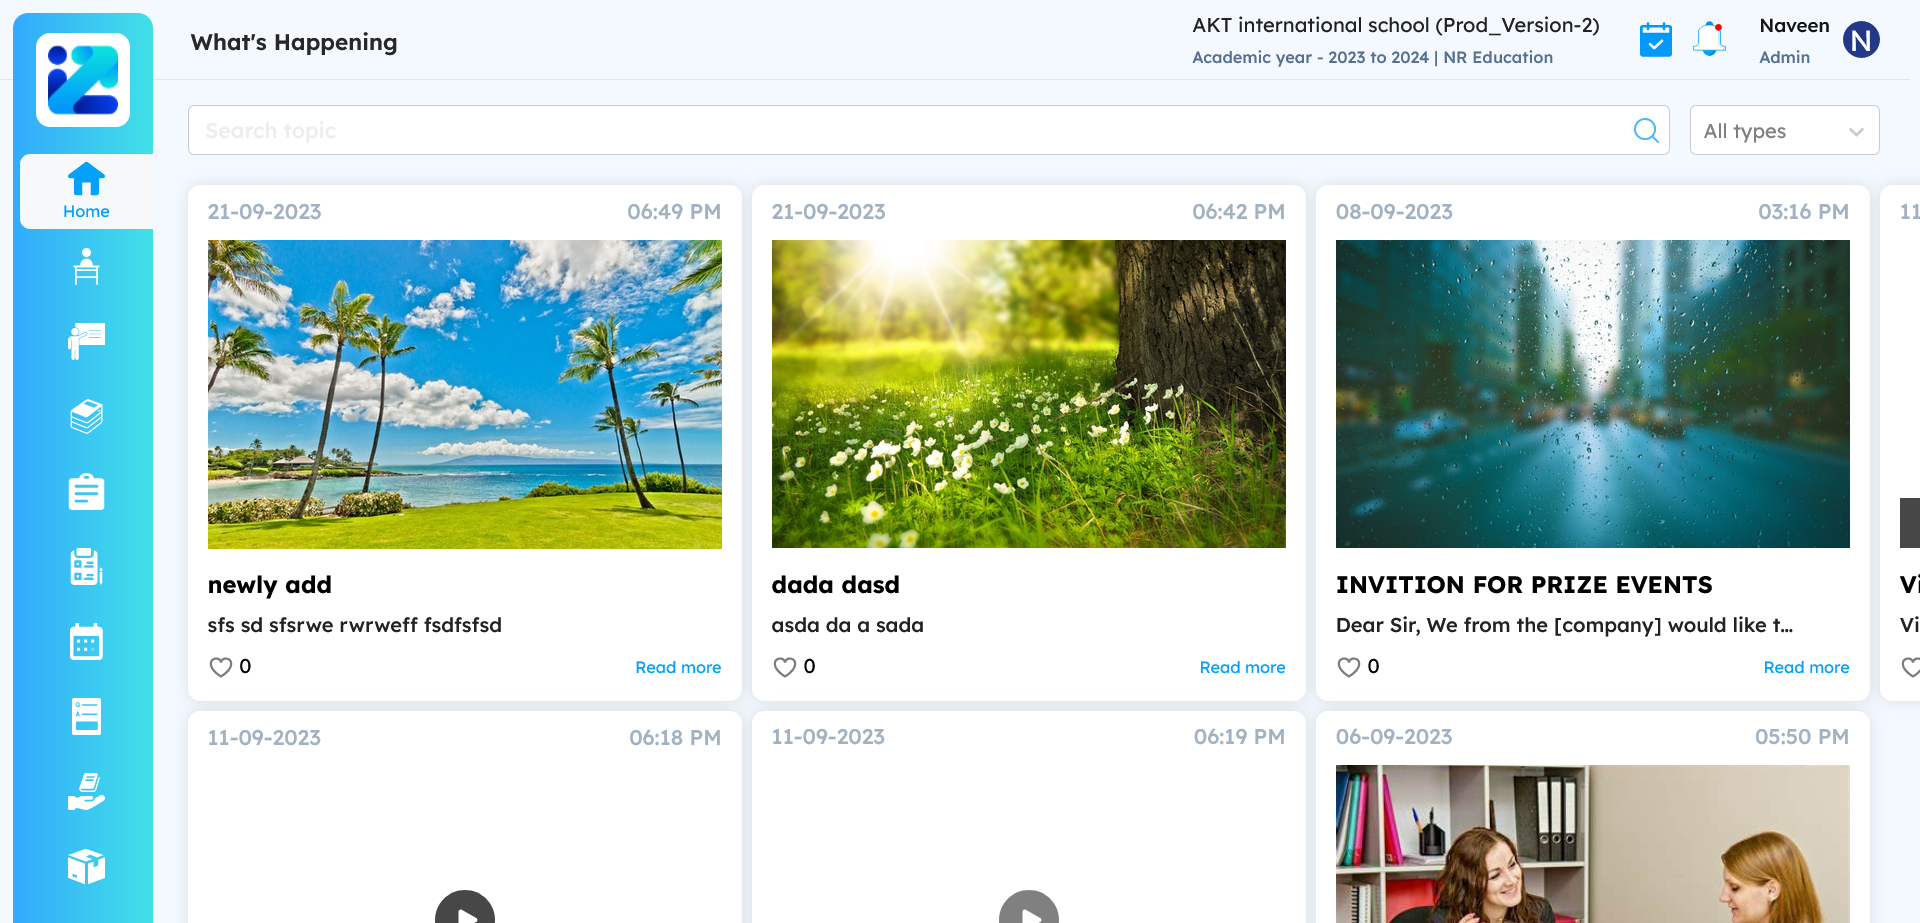 What's Happening
AKT international school (Prod_Version-2)
Academic year - 2023 to 2024 | NR Education
Naveen
Admin
N
Home
Search topic
All types
21-09-2023 06:49 PM
newly add
sfs sd sfsrwe rwrweff fsdfsfsd
0 Read more
21-09-2023 06:42 PM
dada dasd
asda da a sada
0 Read more
08-09-2023 03:16 PM
INVITION FOR PRIZE EVENTS
Dear Sir, We from the [company] would like t...
0 Read more
11
Vi
Vi
11-09-2023 06:18 PM
11-09-2023 06:19 PM
06-09-2023 05:50 PM